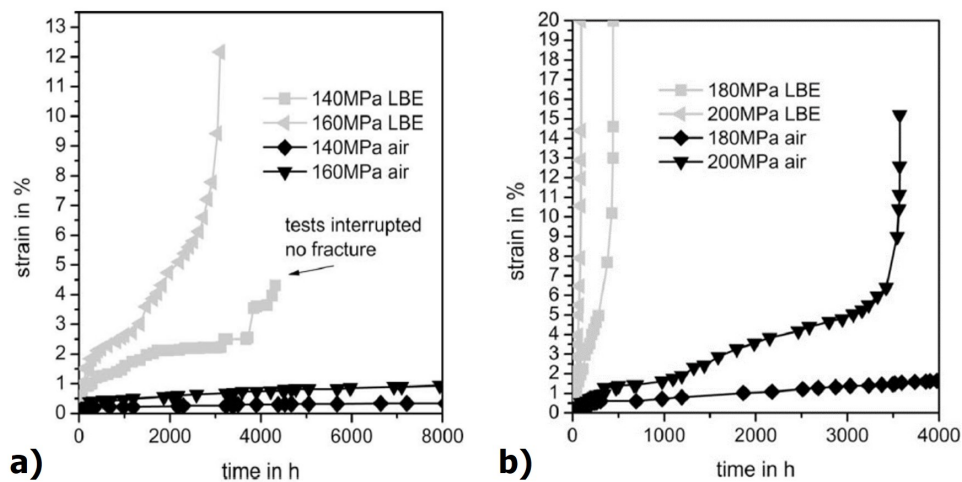 13
12
11
10
9
8
7
6
5
4
3
2
1
0
strain in %
140MPa LBE
160MPa LBE
140MPa air
160MPa air
tests interrupted
no fracture
0 2000 4000 6000 8000
time in h
a)
20
19
18
17
16
15
14
13
12
11
10
9
8
7
6
5
4
3
2
1
0
strain in %
180MPa LBE
200MPa LBE
180MPa air
200MPa air
0 1000 2000 3000 4000
time in h
b)